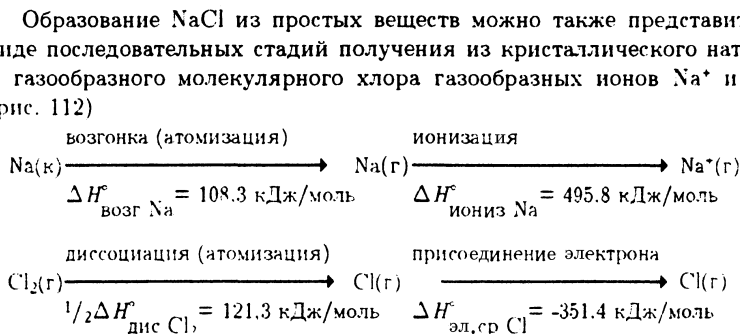 Образование NaCl из простых веществ можно также представит
иде последовательных стадий получения из кристаллического нат
газообразного молекулярного хлора газообразных ионов Na⁺ и
рис. 112)
возгонка (атомизация) ионизация
Na(к) → Na(г) → Na⁺(г)
ΔH° возг Na = 108.3 кДж/моль ΔH° иониз Na = 495.8 кДж/моль
диссоциация (атомизация) присоединение электрона
Cl₂(г) → Cl(г) → Cl(г)
¹/₂ΔH° дис Cl₂ = 121,3 кДж/моль ΔH° эл.ср Cl = -351.4 кДж/моль